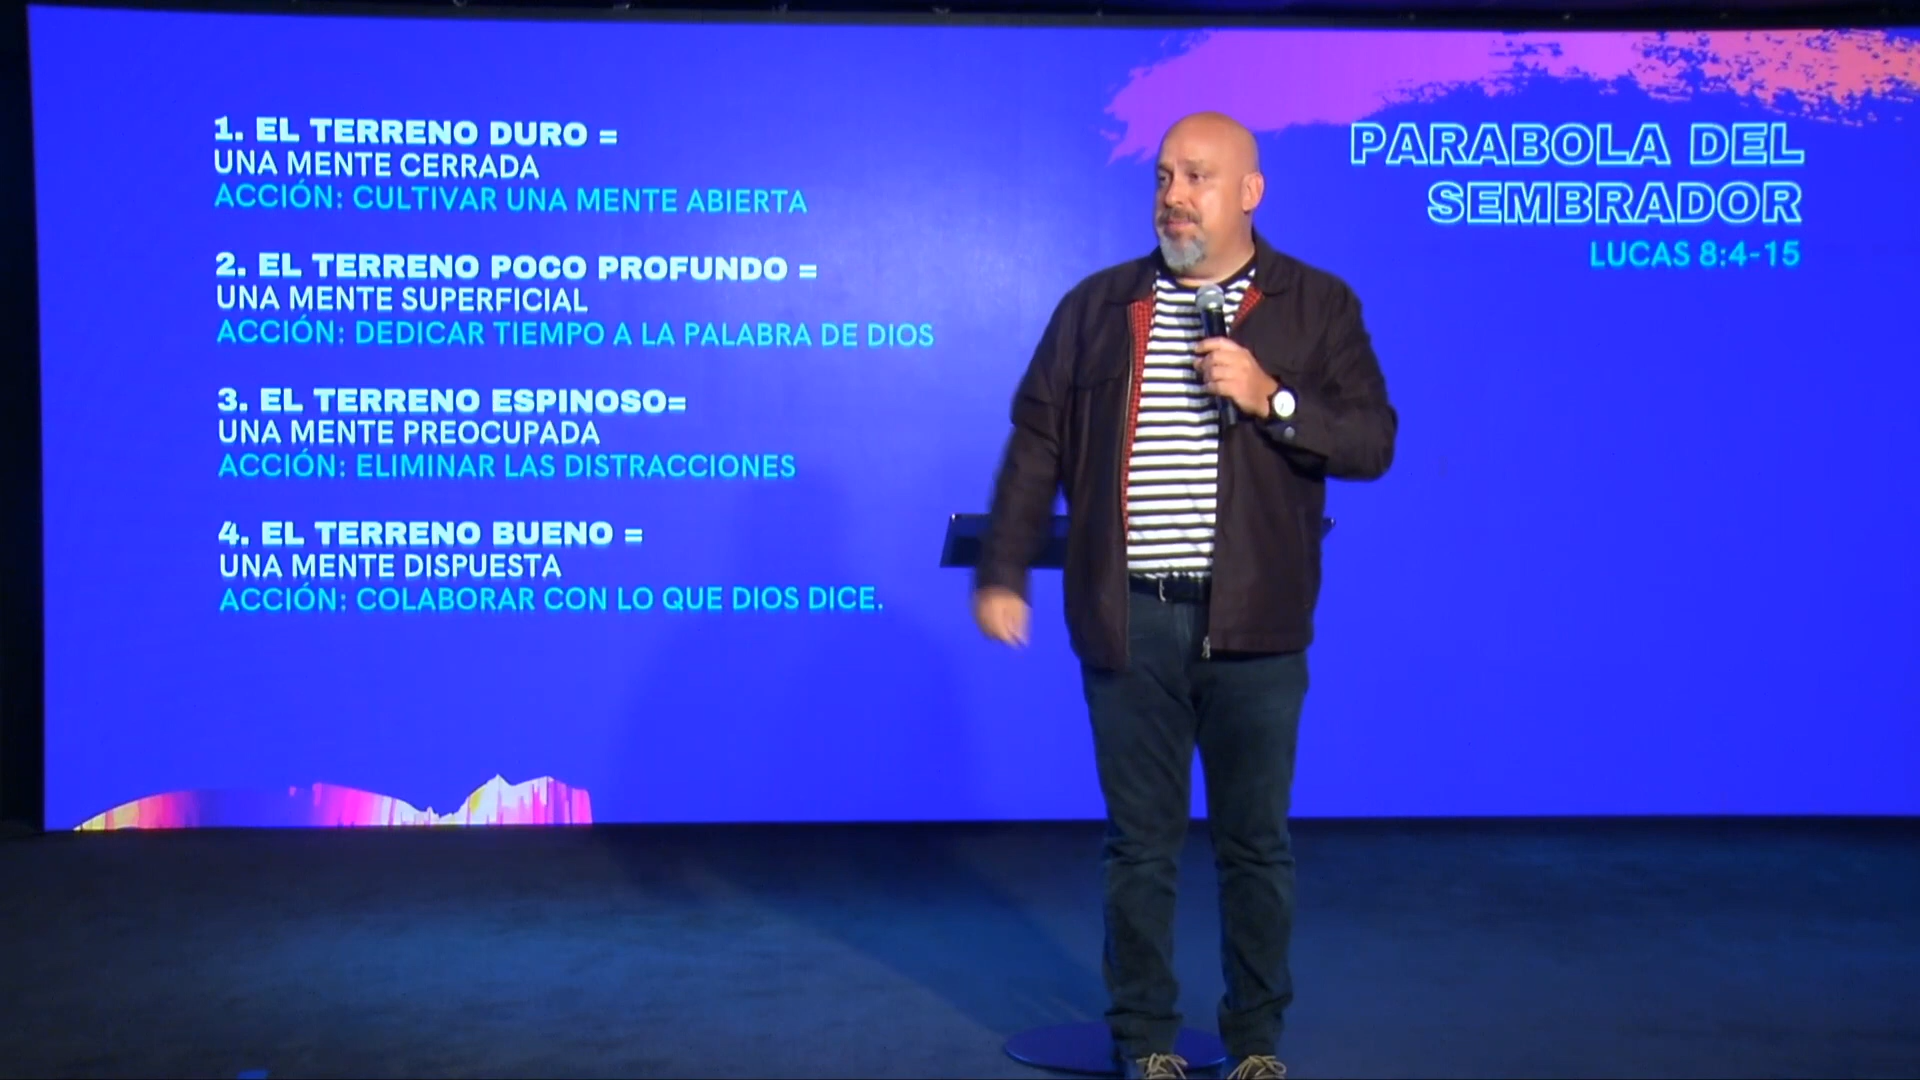 1. EL TERRENO DURO =
UNA MENTE CERRADA
ACCIÓN: CULTIVAR UNA MENTE ABIERTA
2. EL TERRENO POCO PROFUNDO =
UNA MENTE SUPERFICIAL
ACCIÓN: DEDICAR TIEMPO A LA PALABRA DE DIOS
3. EL TERRENO ESPINOSO=
UNA MENTE PREOCUPADA
ACCIÓN: ELIMINAR LAS DISTRACCIONES
4. EL TERRENO BUENO =
UNA MENTE DISPUESTA
ACCIÓN: COLABORAR CON LO QUE DIOS DICE.
PARABOLA DEL
SEMBRADOR
LUCAS 8:4-15